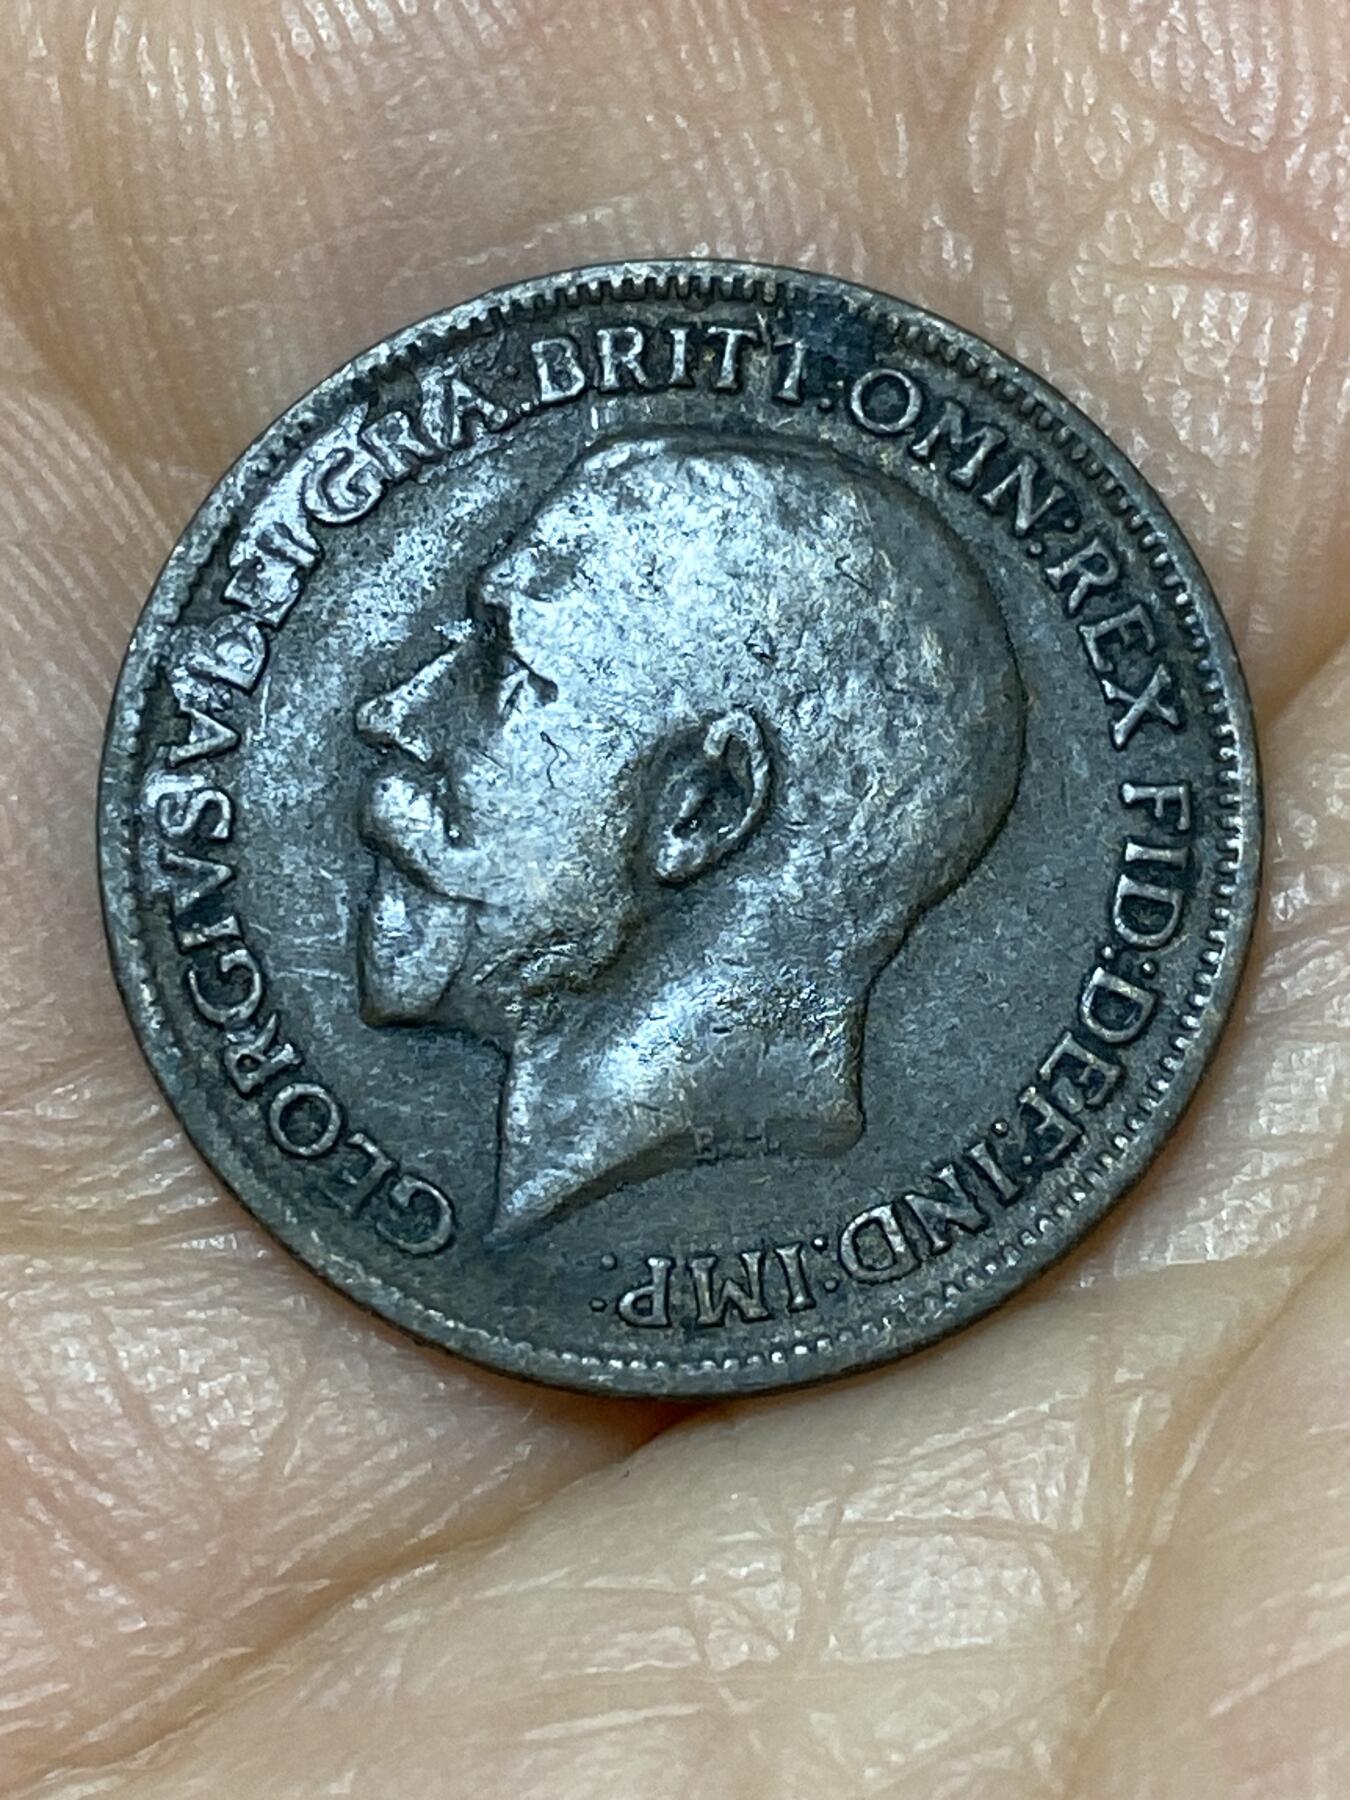 GEORGIVS V DEI GRA: BRITT: OMN: REX FID: DEF: IND: IMP: